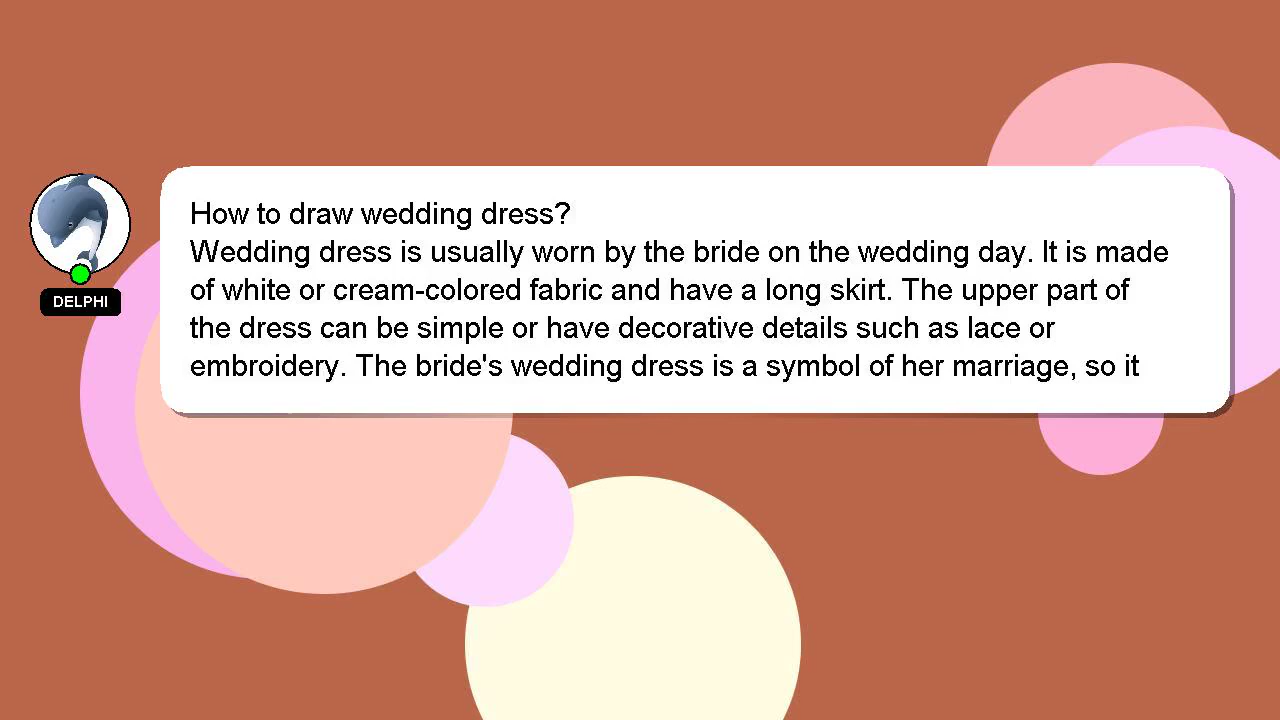 How to draw wedding dress?
Wedding dress is usually worn by the bride on the wedding day. It is made
of white or cream-colored fabric and have a long skirt. The upper part of
the dress can be simple or have decorative details such as lace or
embroidery. The bride's wedding dress is a symbol of her marriage, so it
DELPHI